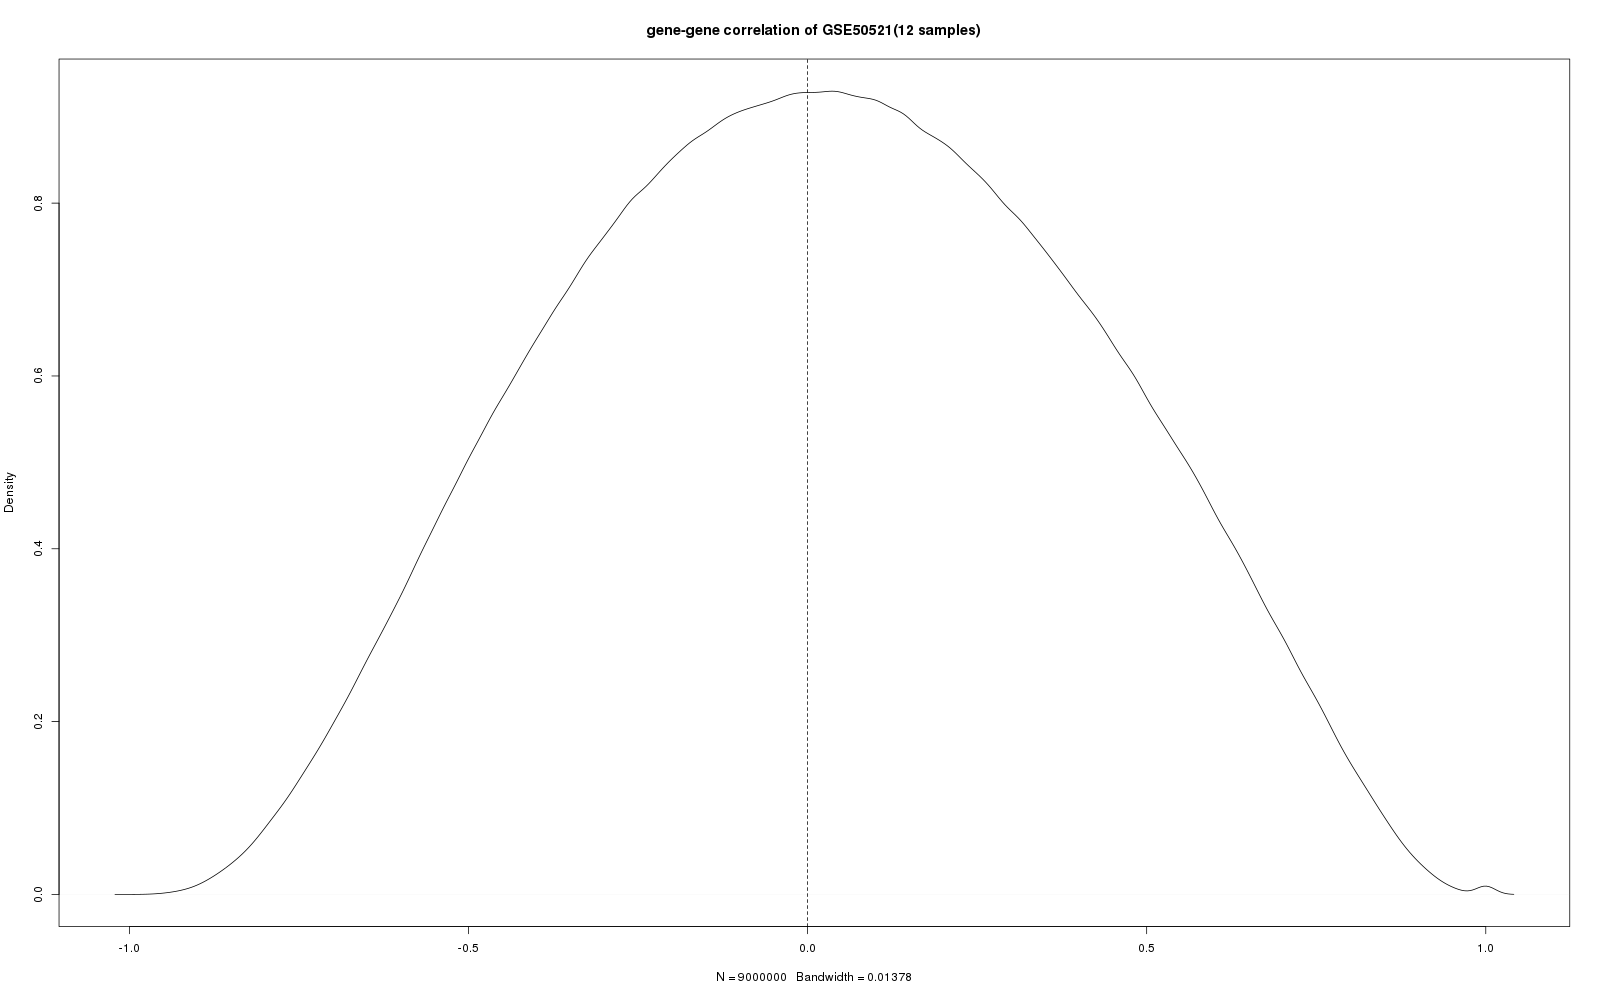 gene-gene correlation of GSE50521(12 samples)
Density
0.8
0.6
0.4
0.2
0.0
-1.0 -0.5 0.0 0.5 1.0
N = 9000000 Bandwidth = 0.01378